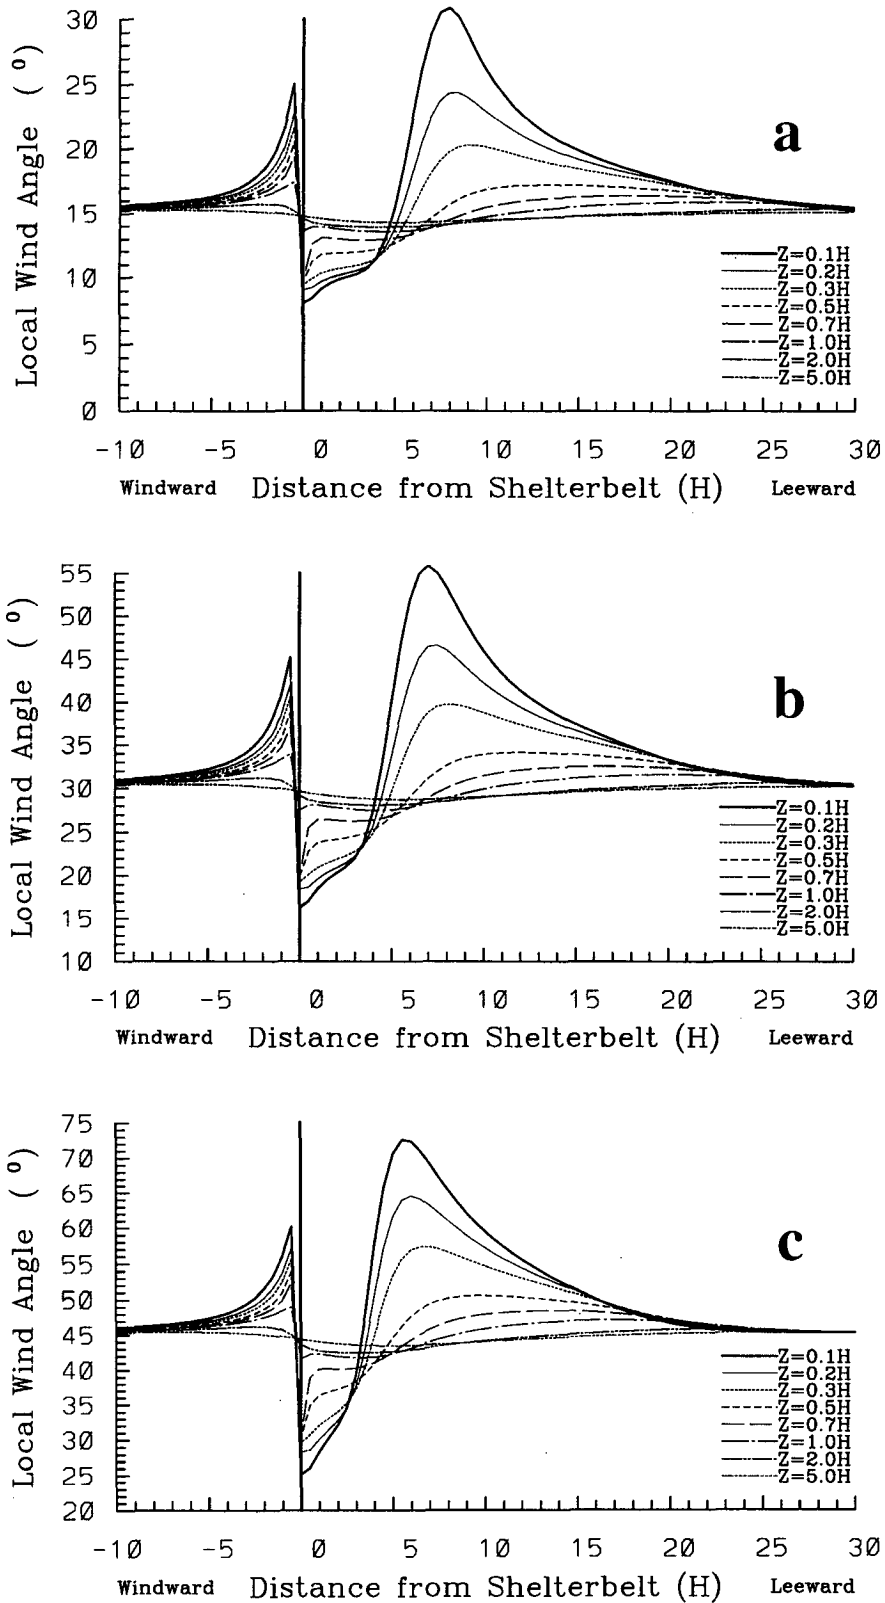 Local Wind Angle ( º)
30
25
20
15
10
5
0
a
Z=0.1H
Z=0.2H
Z=0.3H
Z=0.5H
Z=0.7H
Z=1.0H
Z=2.0H
Z=5.0H
-10 -5 0 5 10 15 20 25 30
Windward Distance from Shelterbelt (H) Leeward
Local Wind Angle ( º)
55
50
45
40
35
30
25
20
15
10
b
Z=0.1H
Z=0.2H
Z=0.3H
Z=0.5H
Z=0.7H
Z=1.0H
Z=2.0H
Z=5.0H
-10 -5 0 5 10 15 20 25 30
Windward Distance from Shelterbelt (H) Leeward
Local Wind Angle ( º)
75
70
65
60
55
50
45
40
35
30
25
20
c
Z=0.1H
Z=0.2H
Z=0.3H
Z=0.5H
Z=0.7H
Z=1.0H
Z=2.0H
Z=5.0H
-10 -5 0 5 10 15 20 25 30
Windward Distance from Shelterbelt (H) Leeward